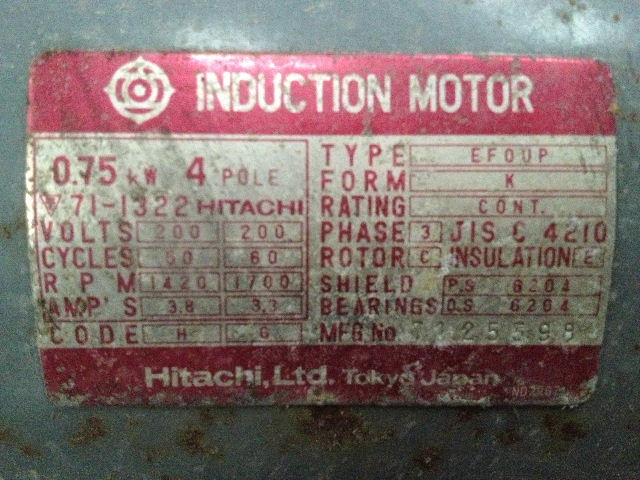 INDUCTION MOTOR
0.75 KW 4 POLE
71-1322 HITACHI
VOLTS 200 200
CYCLES 50 60
RPM 1420 1700
AMP'S 3.8 3.3
CODE H G
TYPE EFOUP
FORM K
RATING CONT.
PHASE 3 JIS C 4210
ROTOR C INSULATION E
SHIELD P.S 6204
BEARINGS O.S 6204
MFG No
Hitachi, Ltd. Tokyo Japan